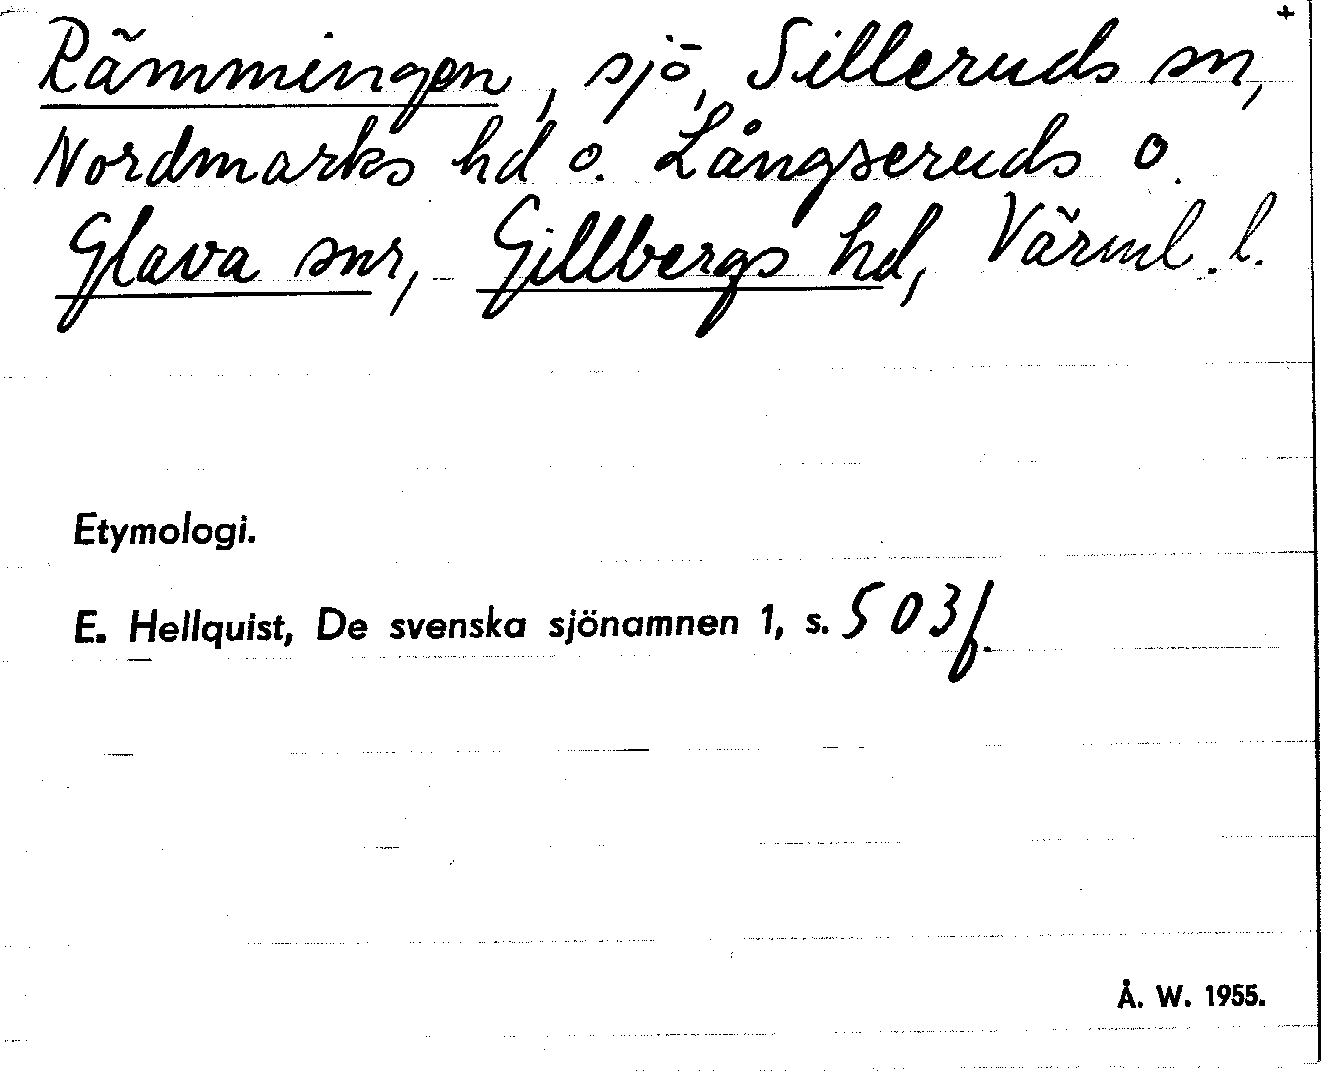 +
Rämmingen, sjö, Silleruds sn,
Nordmarks hd o. Långseruds o.
Glava snr, Gillbergs hd, Värml. l.
Etymologi.
E. Hellquist, De svenska sjönamnen 1, s. 503 f.
Å. W. 1955.